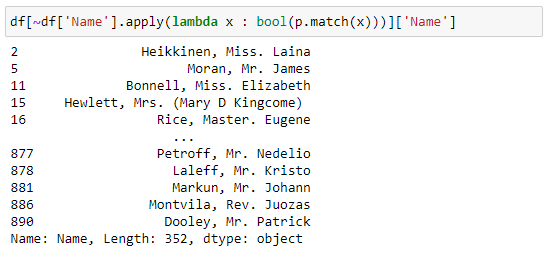 df[~df['Name'].apply(lambda x : bool(p.match(x)))]['Name']
2                 Heikkinen, Miss. Laina
5                       Moran, Mr. James
11              Bonnell, Miss. Elizabeth
15     Hewlett, Mrs. (Mary D Kingcome) 
16                  Rice, Master. Eugene
                     ...
877                 Petroff, Mr. Nedelio
878                   Laleff, Mr. Kristo
881                   Markun, Mr. Johann
886                Montvila, Rev. Juozas
890                  Dooley, Mr. Patrick
Name: Name, Length: 352, dtype: object